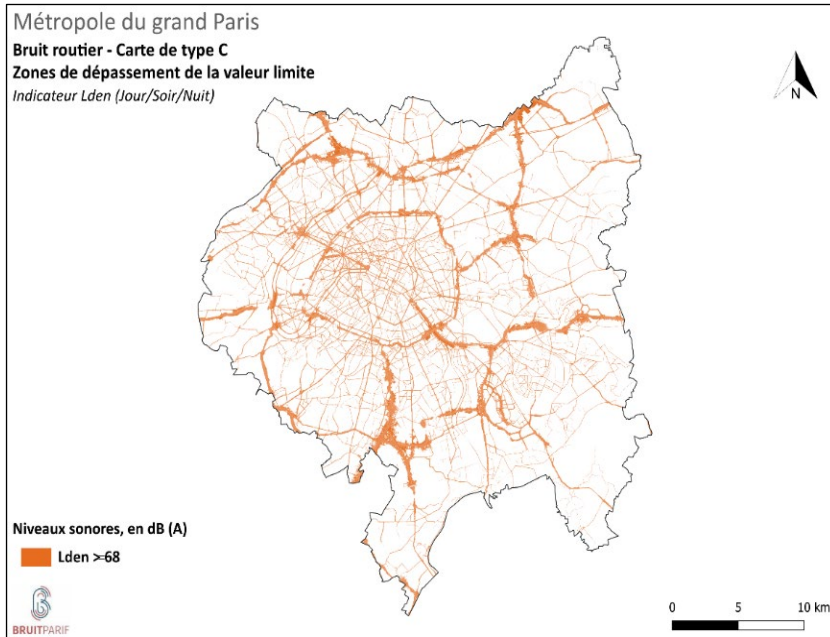 Métropole du grand Paris
Bruit routier - Carte de type C
Zones de dépassement de la valeur limite
Indicateur Lden (Jour/Soir/Nuit)
N
Niveaux sonores, en dB (A)
Lden >=68
BRUITPARIF
0 5 10 km